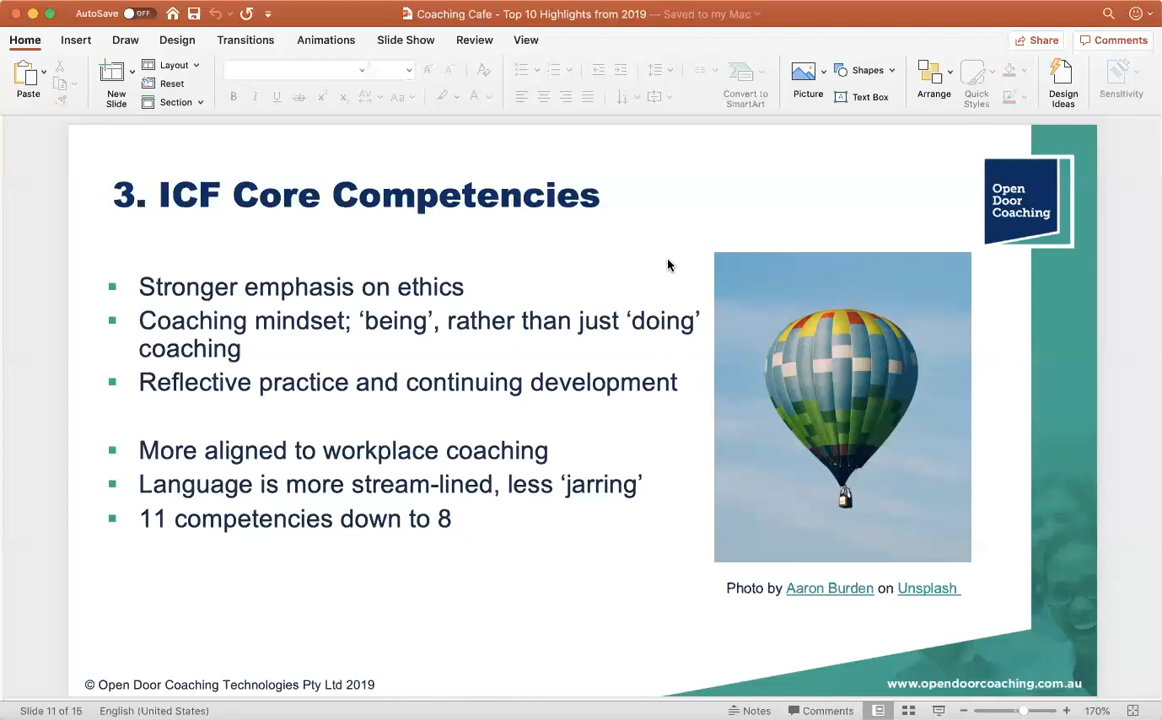 AutoSave OFF
Coaching Cafe - Top 10 Highlights from 2019 — Saved to my Mac
Home Insert Draw Design Transitions Animations Slide Show Review View
Share Comments
Paste
New Slide
Layout
Reset
Section
B I U ab x² x₂ AV Aa A
Convert to SmartArt
Picture
Shapes
Text Box
Arrange
Quick Styles
Design Ideas
Sensitivity
3. ICF Core Competencies
Open
Door
Coaching
▪ Stronger emphasis on ethics
▪ Coaching mindset; ‘being’, rather than just ‘doing’
coaching
▪ Reflective practice and continuing development
▪ More aligned to workplace coaching
▪ Language is more stream-lined, less ‘jarring’
▪ 11 competencies down to 8
Photo by Aaron Burden on Unsplash
© Open Door Coaching Technologies Pty Ltd 2019
www.opendoorcoaching.com.au
Slide 11 of 15 English (United States) Notes Comments 170%